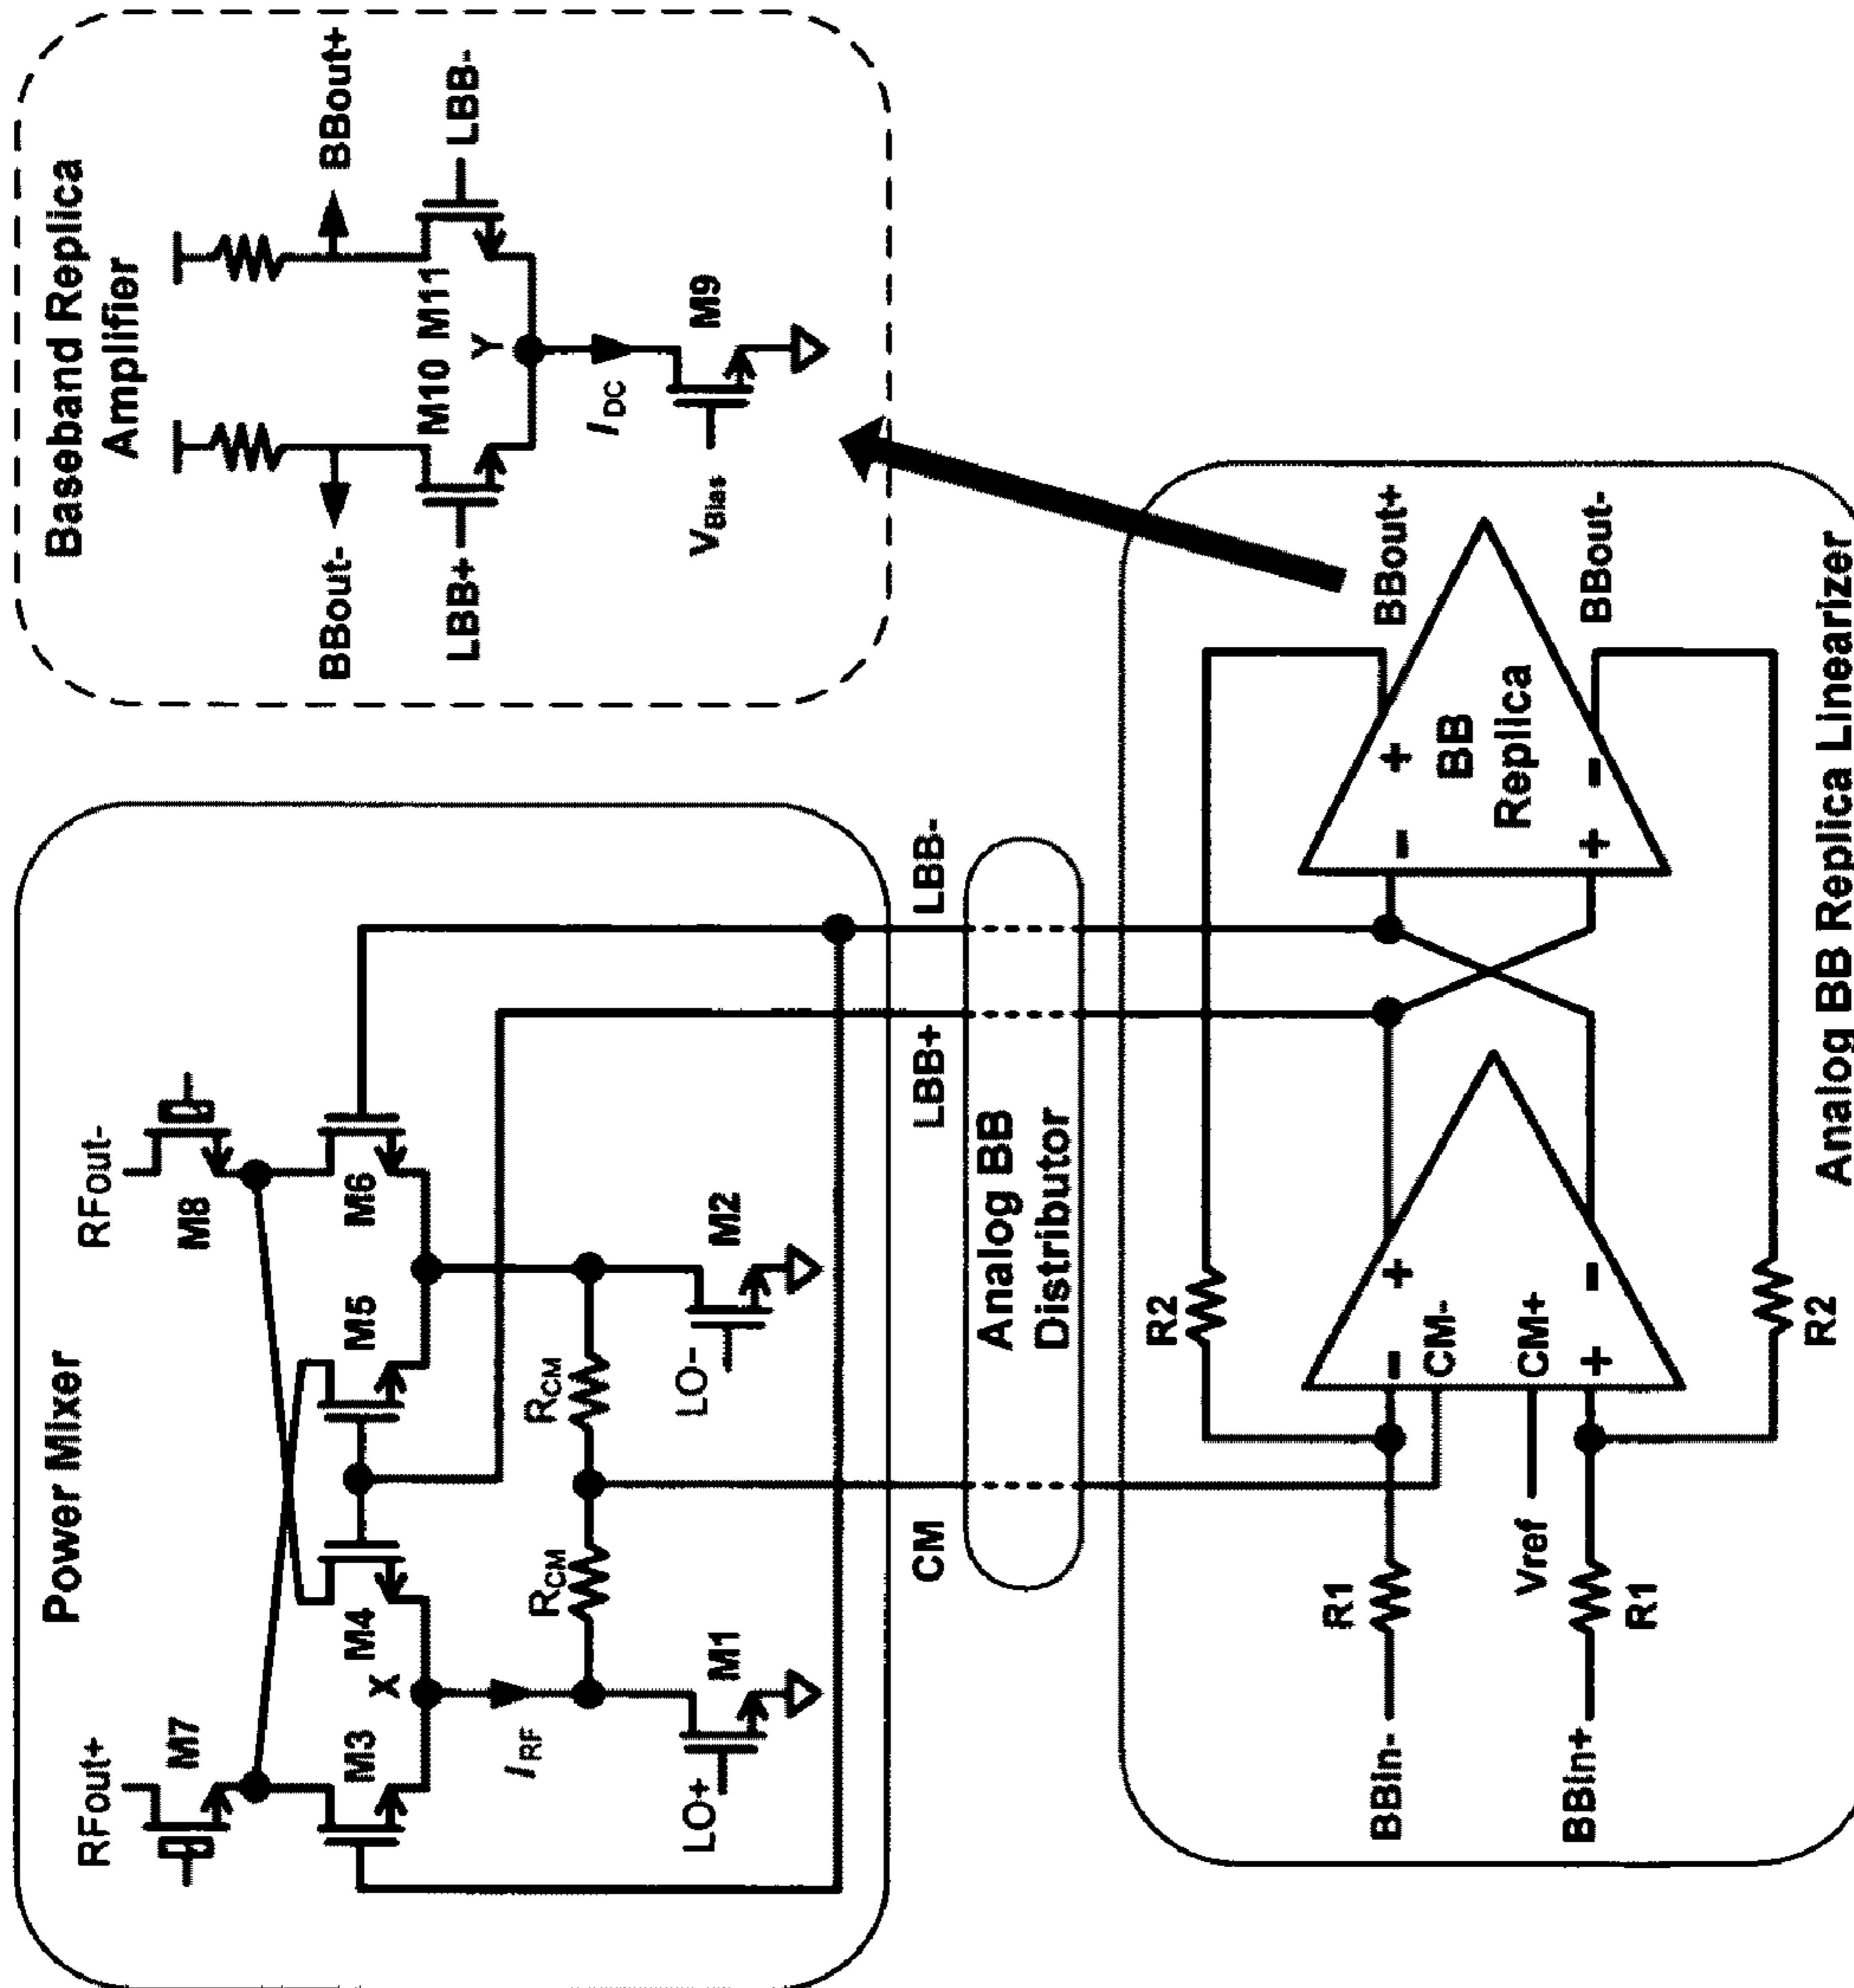 Power Mixer
RFout+
RFout-
M7
M8
M3
X
M4
M5
M6
I_RF
R_CM
R_CM
LO+
M1
LO-
M2
Baseband Replica
Amplifier
BBout-
BBout+
M10 M11
LBB+
LBB-
Y
I_DC
V_Bias
M9
CM
LBB+
LBB-
Analog BB
Distributor
R2
BBout+
R1
BBIn-
-
+
CM-
CM+
Vref
+
-
BBIn+
R1
R2
-
+
BB
Replica
+
-
BBout-
Analog BB Replica Linearizer